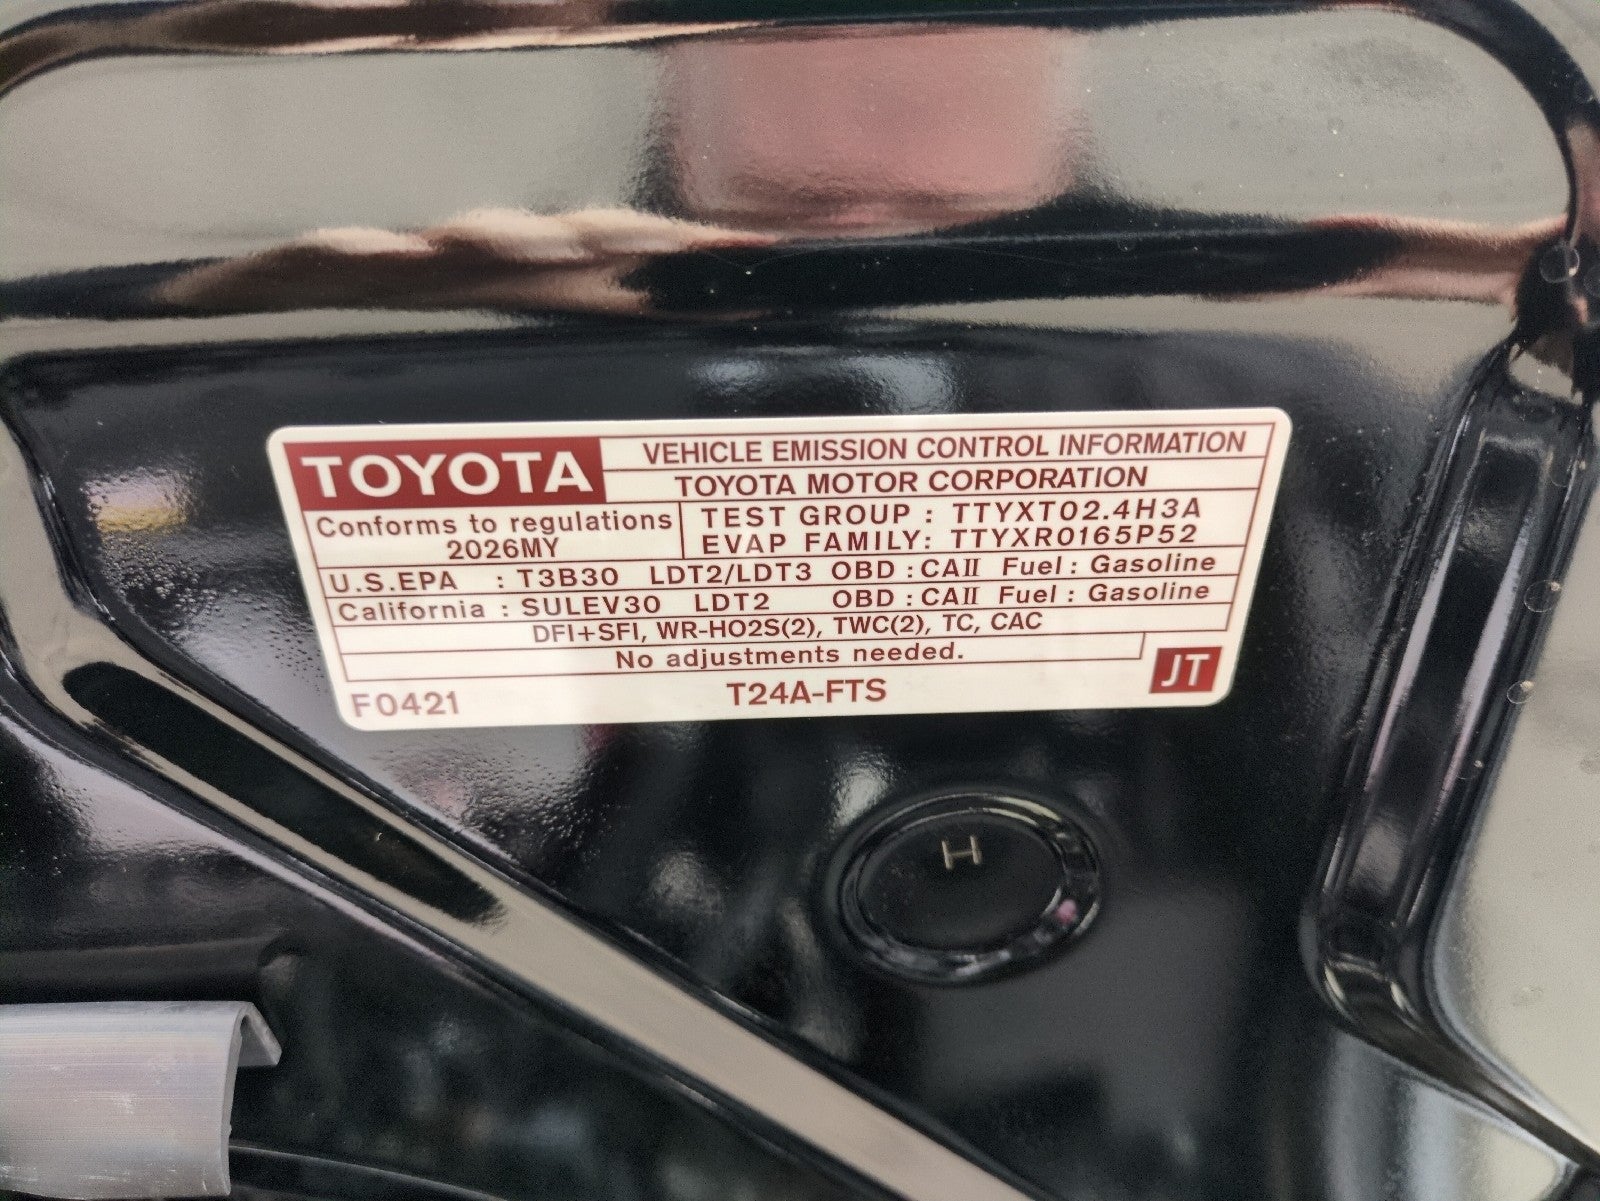 TOYOTA
VEHICLE EMISSION CONTROL INFORMATION
TOYOTA MOTOR CORPORATION
Conforms to regulations
2026MY
TEST GROUP : TTYXT02.4H3A
EVAP FAMILY: TTYXR0165P52
U.S.EPA : T3B30 LDT2/LDT3 OBD : CAII Fuel : Gasoline
California : SULEV30 LDT2 OBD : CAII Fuel : Gasoline
DFI+SFI, WR-HO2S(2), TWC(2), TC, CAC
No adjustments needed.
JT
F0421
T24A-FTS
H